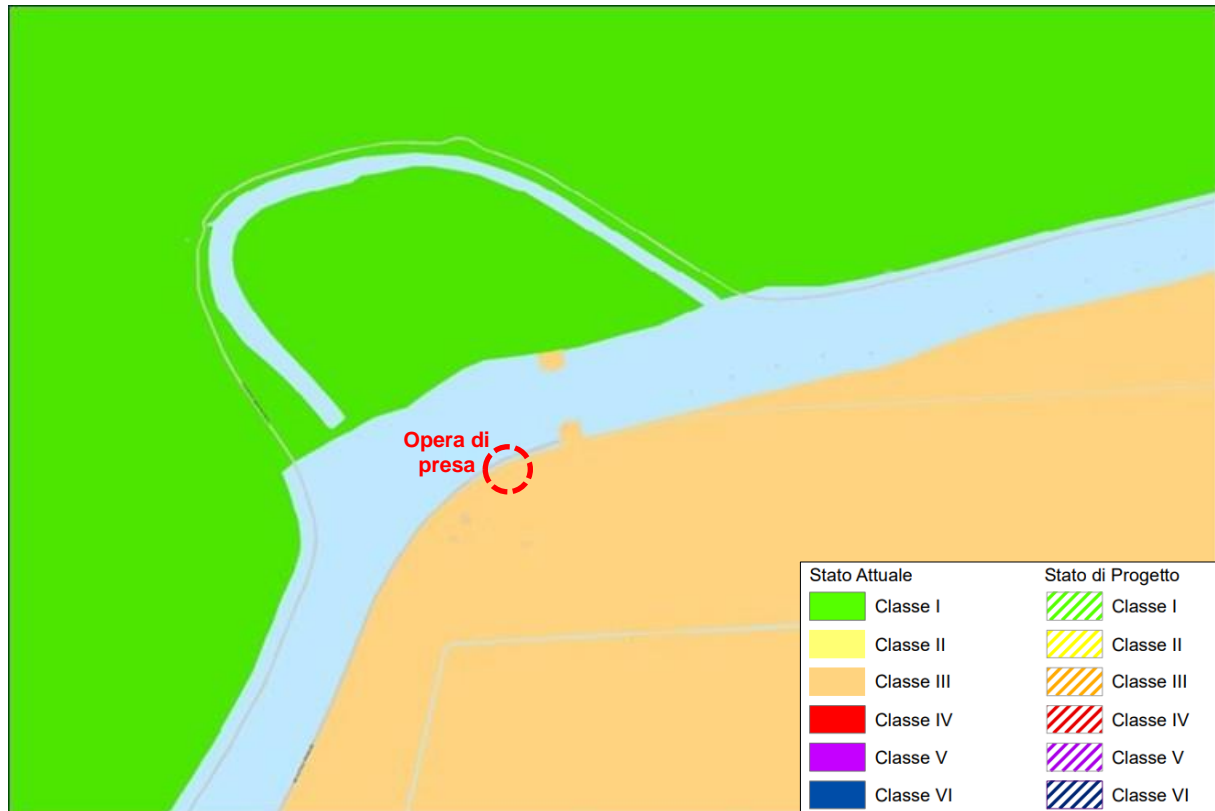 Opera di
presa
Stato Attuale Stato di Progetto
Classe I Classe I
Classe II Classe II
Classe III Classe III
Classe IV Classe IV
Classe V Classe V
Classe VI Classe VI